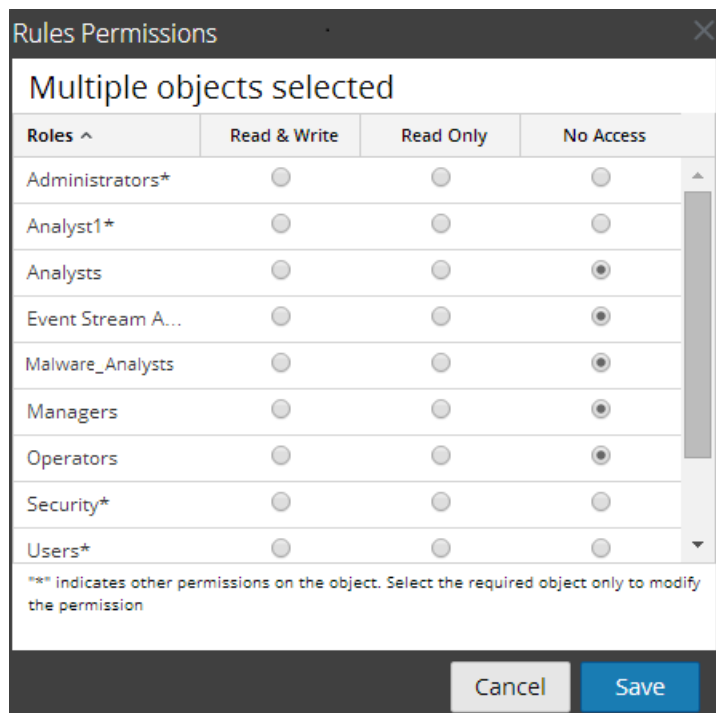 Rules Permissions
Multiple objects selected
Roles Read & Write Read Only No Access
Administrators*
Analyst1*
Analysts
Event Stream A...
Malware_Analysts
Managers
Operators
Security*
Users*
"*" indicates other permissions on the object. Select the required object only to modify
the permission
Cancel Save